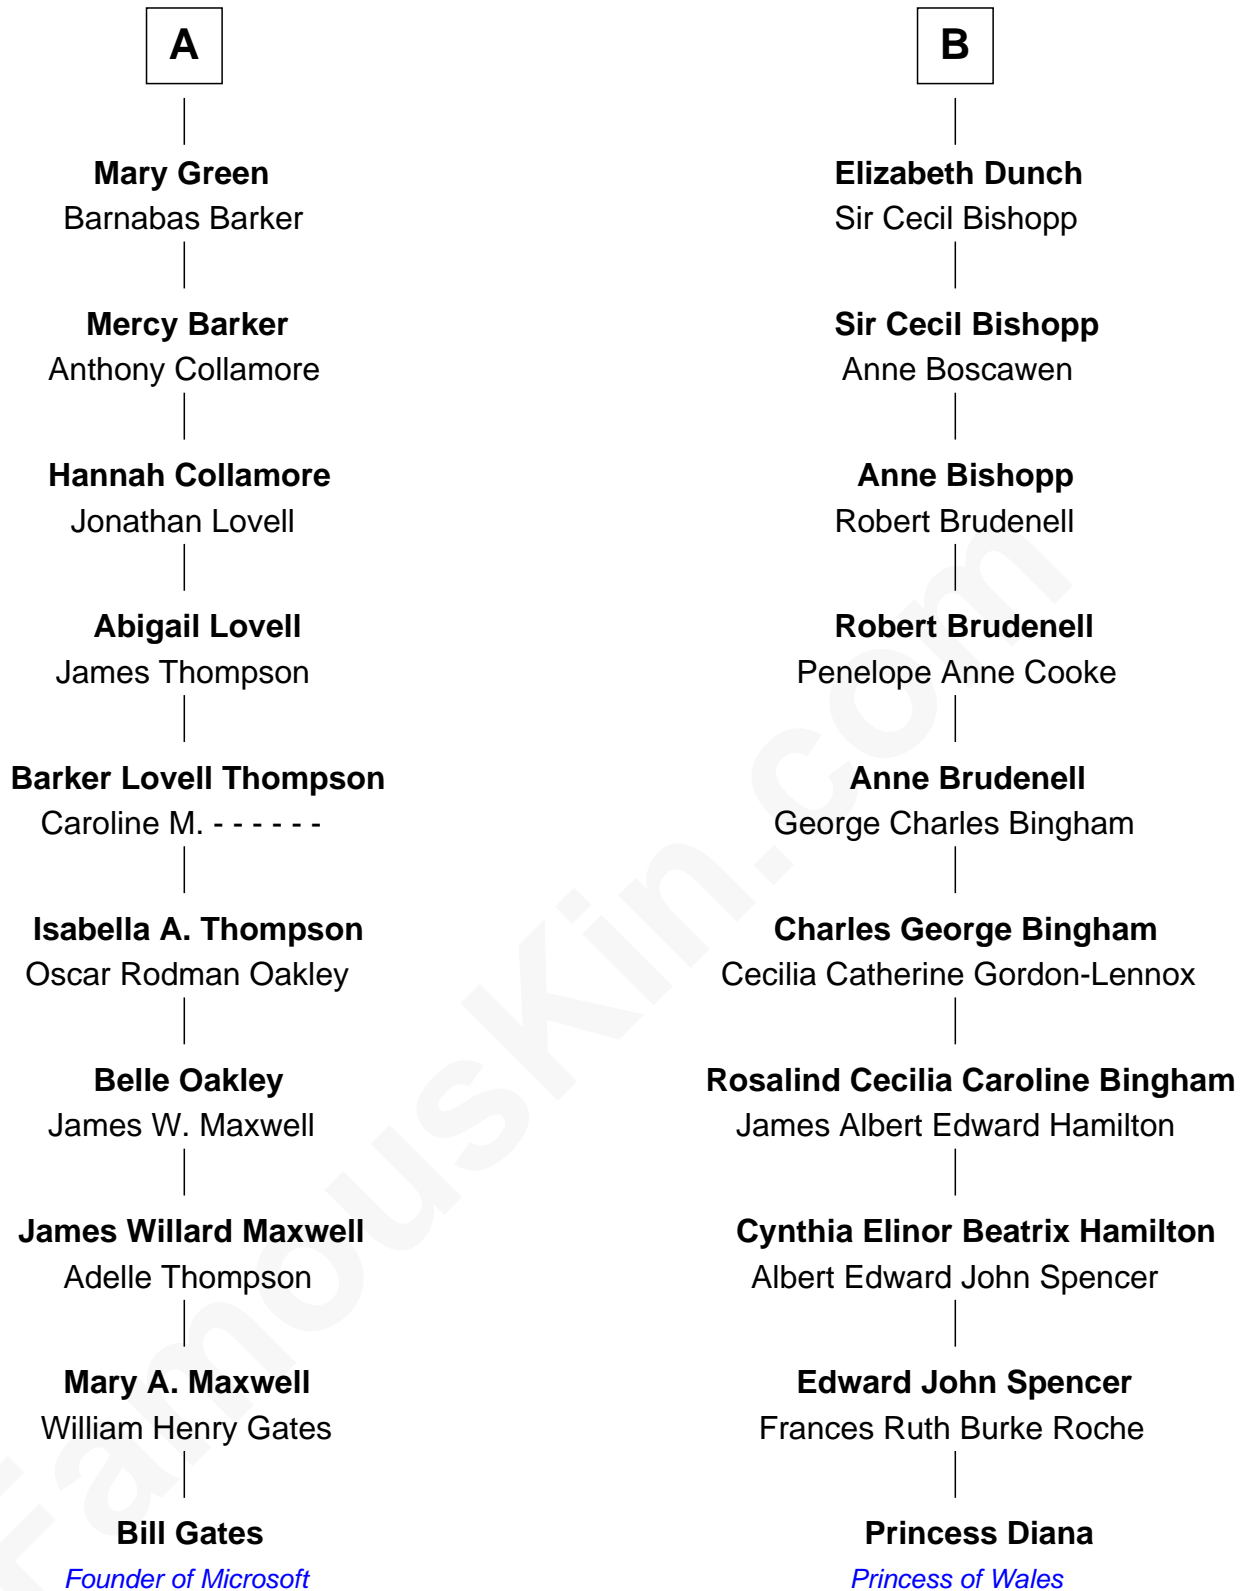 A
Mary Green
Barnabas Barker
Mercy Barker
Anthony Collamore
Hannah Collamore
Jonathan Lovell
Abigail Lovell
James Thompson
Barker Lovell Thompson
Caroline M. - - - - - -
Isabella A. Thompson
Oscar Rodman Oakley
Belle Oakley
James W. Maxwell
James Willard Maxwell
Adelle Thompson
Mary A. Maxwell
William Henry Gates
Bill Gates
Founder of Microsoft
B
Elizabeth Dunch
Sir Cecil Bishopp
Sir Cecil Bishopp
Anne Boscawen
Anne Bishopp
Robert Brudenell
Robert Brudenell
Penelope Anne Cooke
Anne Brudenell
George Charles Bingham
Charles George Bingham
Cecilia Catherine Gordon-Lennox
Rosalind Cecilia Caroline Bingham
James Albert Edward Hamilton
Cynthia Elinor Beatrix Hamilton
Albert Edward John Spencer
Edward John Spencer
Frances Ruth Burke Roche
Princess Diana
Princess of Wales
FamousKin.com